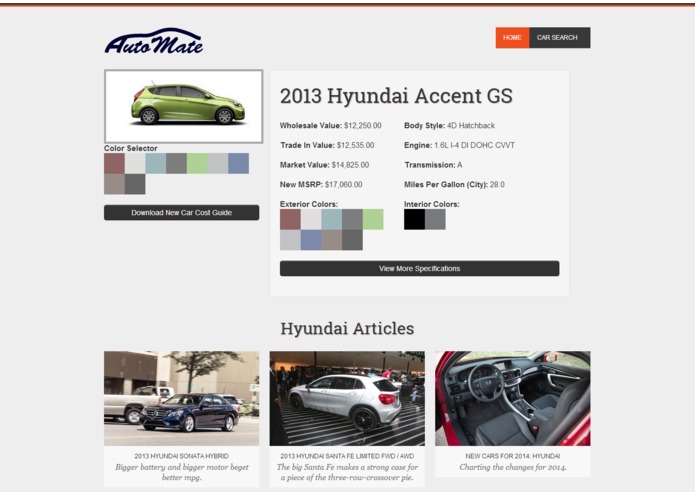 AutoMate
HOME
CAR SEARCH
Color Selector
Download New Car Cost Guide
2013 Hyundai Accent GS
Wholesale Value: $12,250.00
Body Style: 4D Hatchback
Trade In Value: $12,535.00
Engine: 1.6L I-4 DI DOHC CVVT
Market Value: $14,825.00
Transmission: A
New MSRP: $17,060.00
Miles Per Gallon (City): 28.0
Exterior Colors:
Interior Colors:
View More Specifications
Hyundai Articles
2013 HYUNDAI SONATA HYBRID
Bigger battery and bigger motor beget
better mpg.
2013 HYUNDAI SANTA FE LIMITED FWD / AWD
The big Santa Fe makes a strong case for
a piece of the three-row-crossover pie.
NEW CARS FOR 2014: HYUNDAI
Charting the changes for 2014.